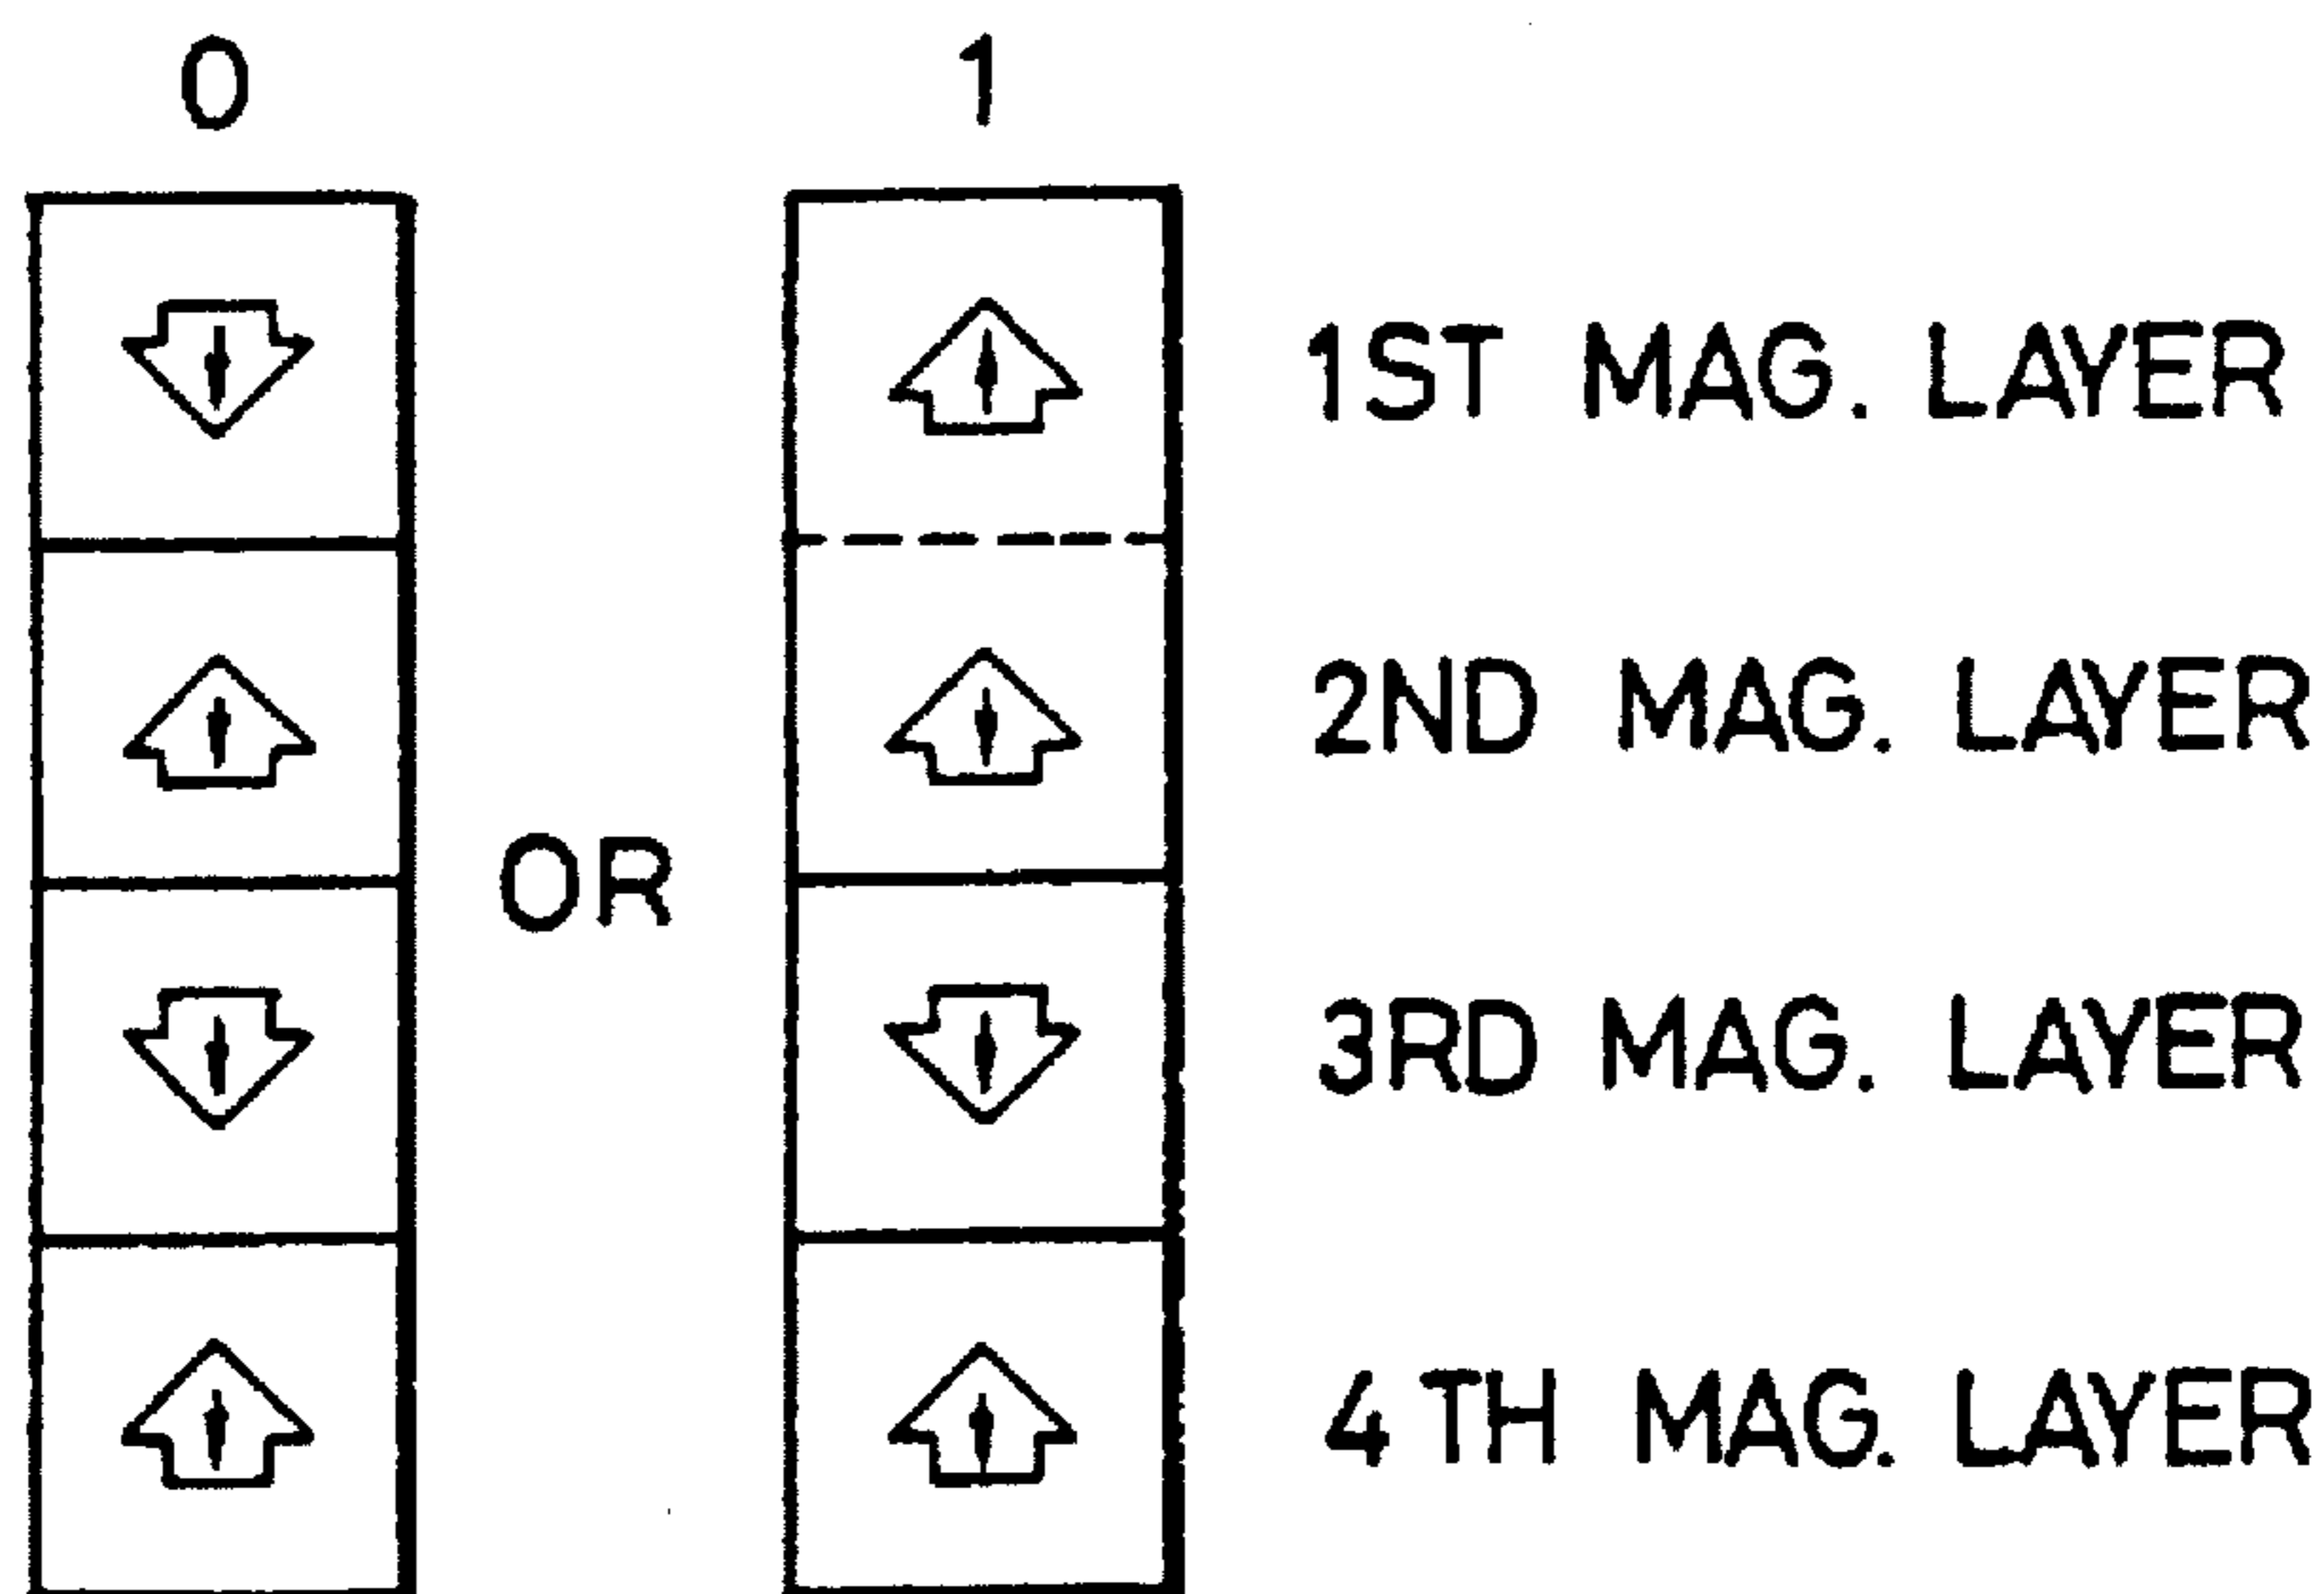 0 1
1ST MAG. LAYER
2ND MAG. LAYER
OR
3RD MAG. LAYER
4TH MAG. LAYER